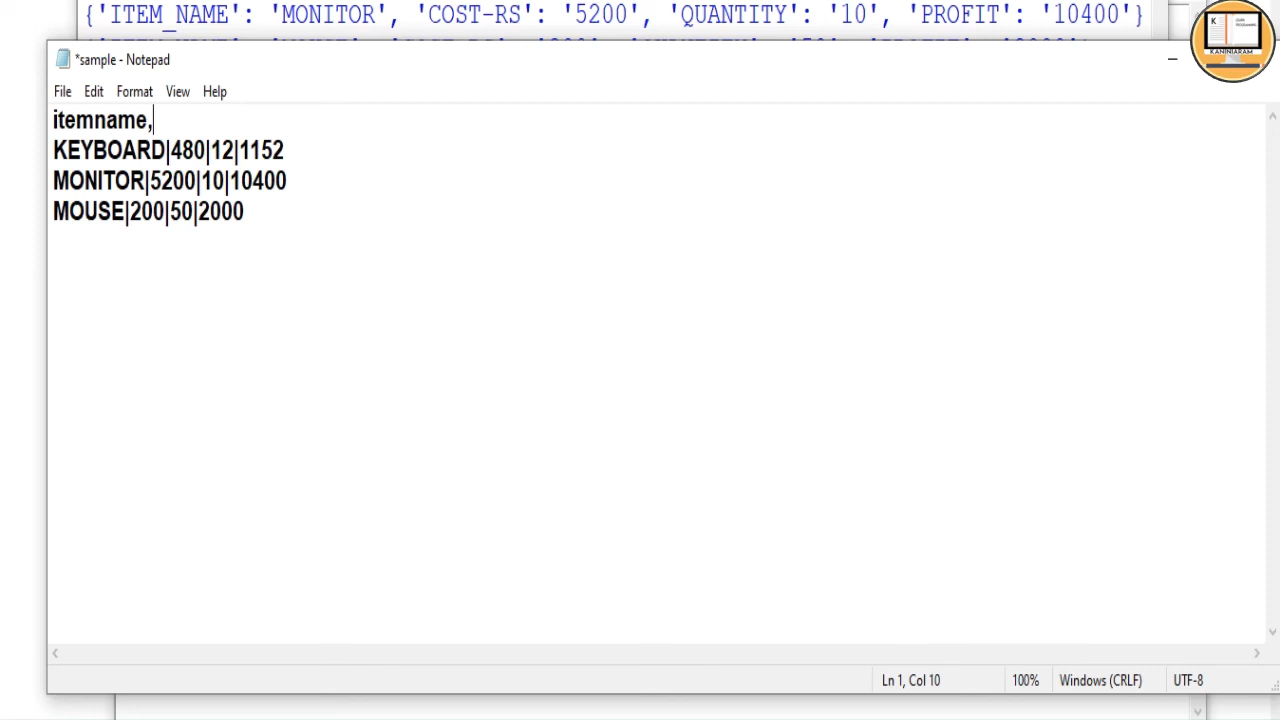 {'ITEM_NAME': 'MONITOR', 'COST-RS': '5200', 'QUANTITY': '10', 'PROFIT': '10400'}
*sample - Notepad
File Edit Format View Help
itemname,
KEYBOARD|480|12|1152
MONITOR|5200|10|10400
MOUSE|200|50|2000
Ln 1, Col 10 100% Windows (CRLF) UTF-8
K
KANINIARAM